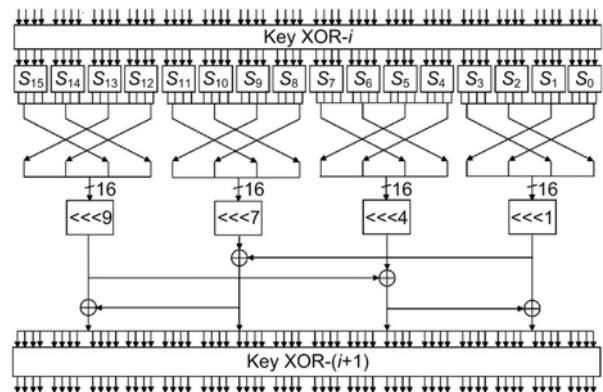 Key XOR-i
S15 S14 S13 S12 S11 S10 S9 S8 S7 S6 S5 S4 S3 S2 S1 S0
16 16 16 16
<<<9 <<<7 <<<4 <<<1
Key XOR-(i+1)